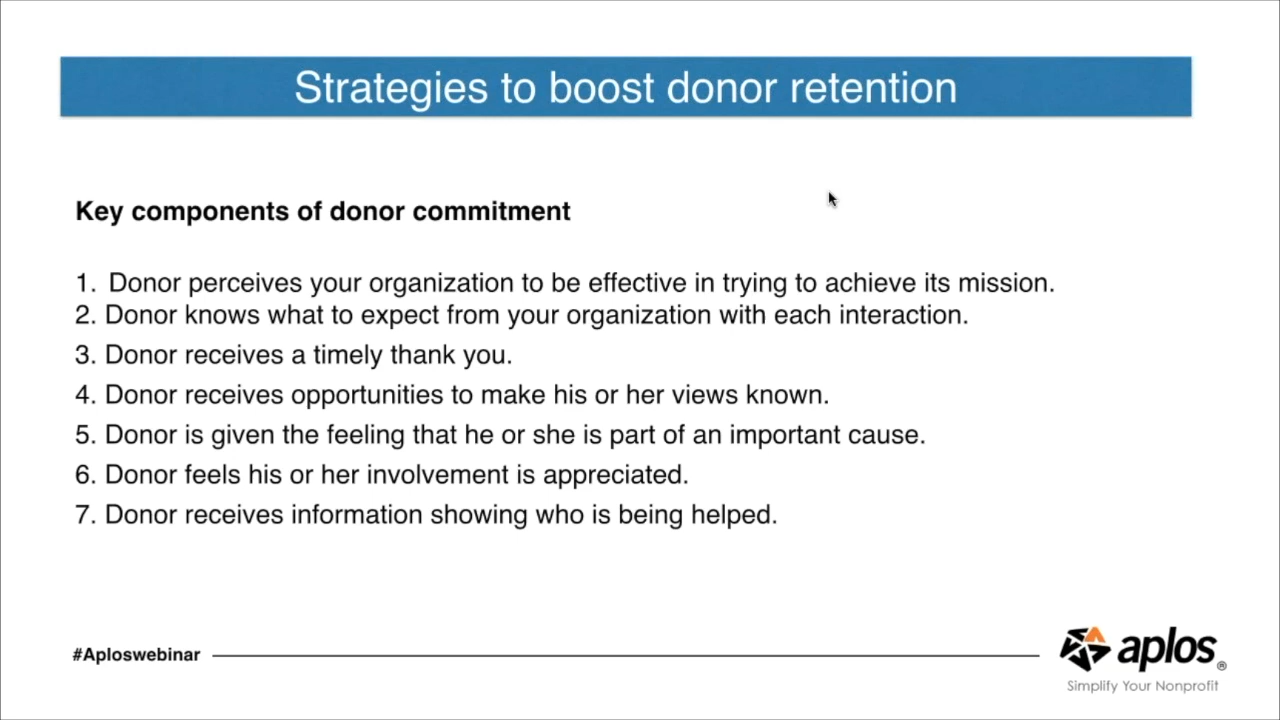 Strategies to boost donor retention
Key components of donor commitment
1. Donor perceives your organization to be effective in trying to achieve its mission.
2. Donor knows what to expect from your organization with each interaction.
3. Donor receives a timely thank you.
4. Donor receives opportunities to make his or her views known.
5. Donor is given the feeling that he or she is part of an important cause.
6. Donor feels his or her involvement is appreciated.
7. Donor receives information showing who is being helped.
#Aploswebinar
aplos®
Simplify Your Nonprofit